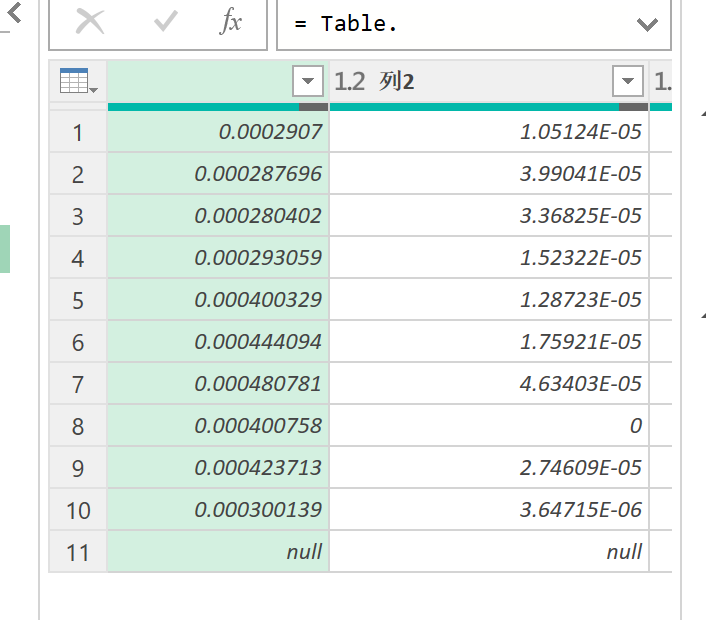 fx = Table.
1.2 列2 1.
1 0.0002907 1.05124E-05
2 0.000287696 3.99041E-05
3 0.000280402 3.36825E-05
4 0.000293059 1.52322E-05
5 0.000400329 1.28723E-05
6 0.000444094 1.75921E-05
7 0.000480781 4.63403E-05
8 0.000400758 0
9 0.000423713 2.74609E-05
10 0.000300139 3.64715E-06
11 null null